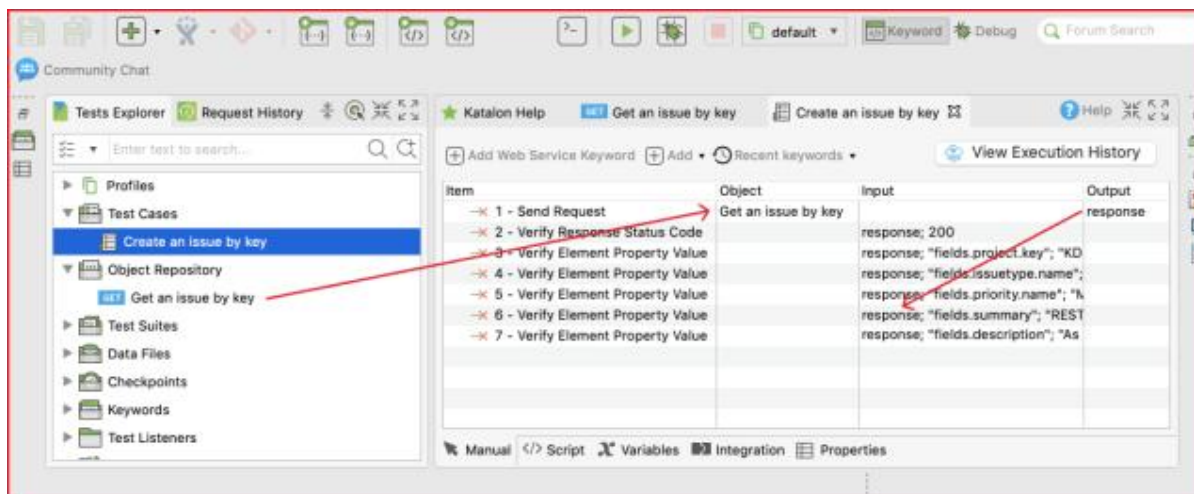 default Keyword Debug Forum Search
Community Chat
Tests Explorer Request History
Enter text to search...
Profiles
Test Cases
Create an issue by key
Object Repository
GET Get an issue by key
Test Suites
Data Files
Checkpoints
Keywords
Test Listeners
Katalon Help GET Get an issue by key Create an issue by key Help
Add Web Service Keyword Add Recent keywords View Execution History
Item Object Input Output
1 - Send Request Get an issue by key response
2 - Verify Response Status Code response; 200
3 - Verify Element Property Value response; "fields.project.key"; "KD
4 - Verify Element Property Value response; "fields.issuetype.name";
5 - Verify Element Property Value response; "fields.priority.name"; "M
6 - Verify Element Property Value response; "fields.summary"; "REST
7 - Verify Element Property Value response; "fields.description"; "As
Manual </> Script Variables Integration Properties